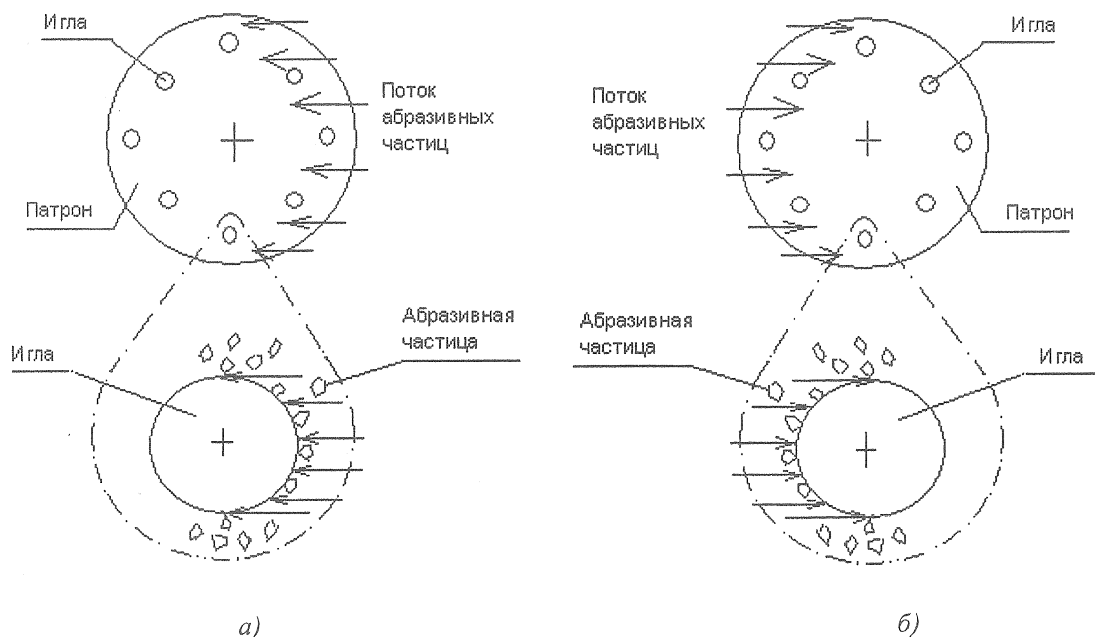 Игла
Поток
абразивных
частиц
Патрон
Абразивная
частица
Игла
а)
Игла
Поток
абразивных
частиц
Патрон
Абразивная
частица
Игла
б)